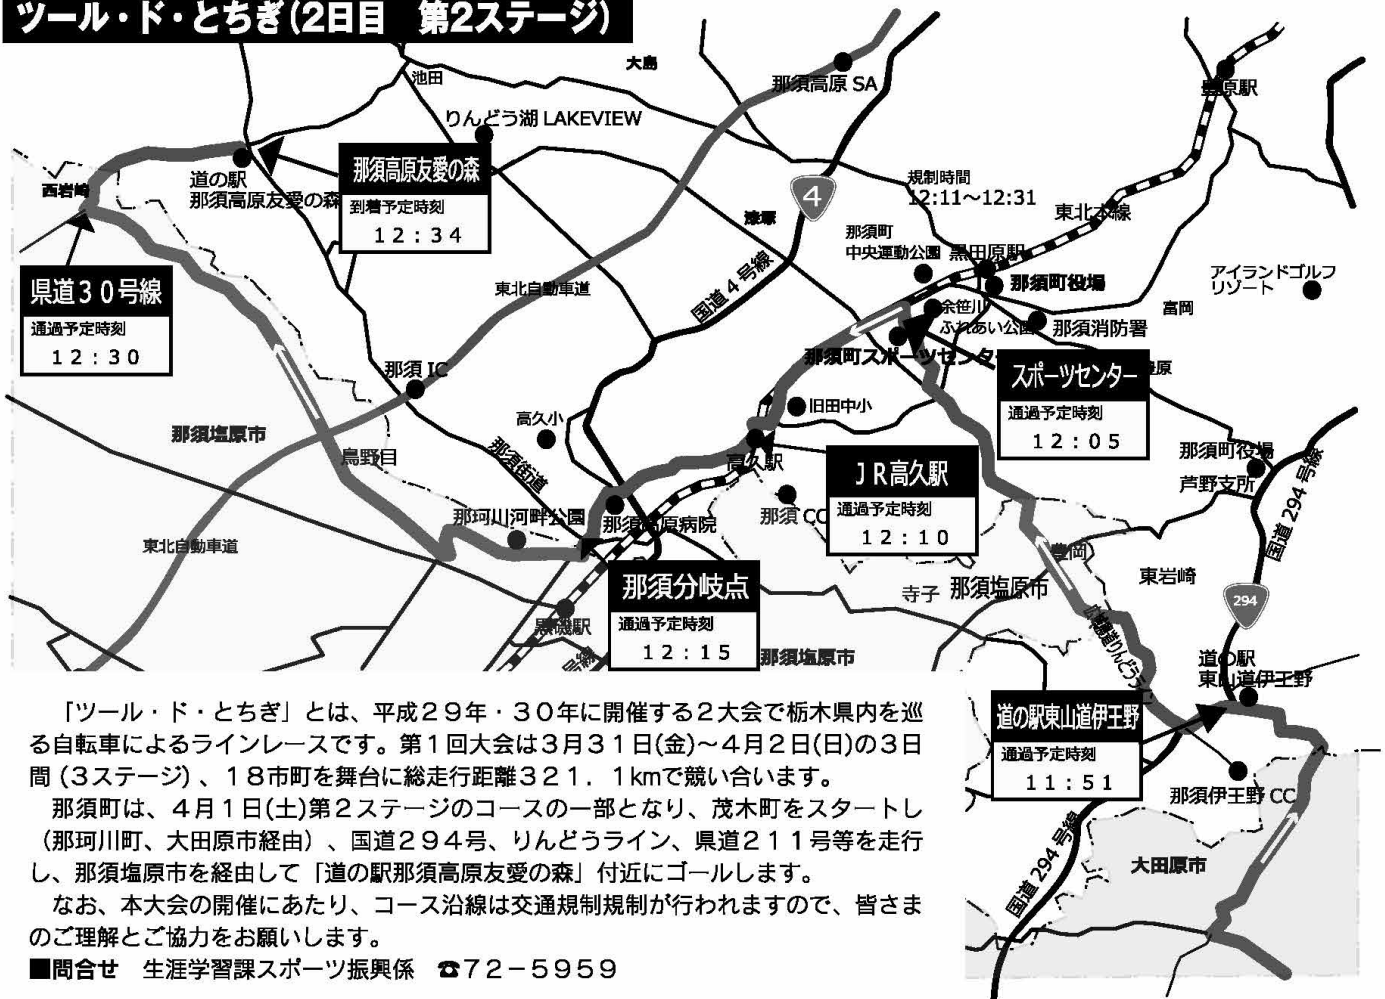 ツール・ド・とちぎ(2日目　第2ステージ)
池田
大島
那須高原 SA
りんどう湖 LAKEVIEW
豊原駅
道の駅
那須高原友愛の森
西岩崎
那須高原友愛の森
到着予定時刻
12:34
4
規制時間
12:11～12:31
東北本線
漆塚
那須町
中央運動公園
黒田原駅
那須町役場
アイランドゴルフ
リゾート
富岡
県道30号線
通過予定時刻
12:30
東北自動車道
国道4号線
余笹川
ふれあい公園
那須消防署
那須町スポーツセンター
スポーツセンター
通過予定時刻
12:05
那須 IC
旧田中小
高久小
那須塩原市
鳥野目
那須街道
高久駅
JR高久駅
通過予定時刻
12:10
那須町役場
芦野支所
国道 294 号線
那須 CC
那珂川河畔公園
那須高原病院
東北自動車道
豊岡
東岩崎
寺子
那須塩原市
294
那須分岐点
通過予定時刻
12:15
黒磯駅
号線
那須塩原市
道の駅
東山道伊王野
道の駅東山道伊王野
通過予定時刻
11:51
那須伊王野 CC
国道 294 号線
大田原市
「ツール・ド・とちぎ」とは、平成29年・30年に開催する2大会で栃木県内を巡
る自転車によるラインレースです。第1回大会は3月31日(金)～4月2日(日)の3日
間 (3ステージ) 、18市町を舞台に総走行距離321．1kmで競い合います。
那須町は、4月1日(土)第2ステージのコースの一部となり、茂木町をスタートし
（那珂川町、大田原市経由）、国道294号、りんどうライン、県道211号等を走行
し、那須塩原市を経由して「道の駅那須高原友愛の森」付近にゴールします。
なお、本大会の開催にあたり、コース沿線は交通規制規制が行われますので、皆さま
のご理解とご協力をお願いします。
■問合せ　生涯学習課スポーツ振興係　☎72－5959